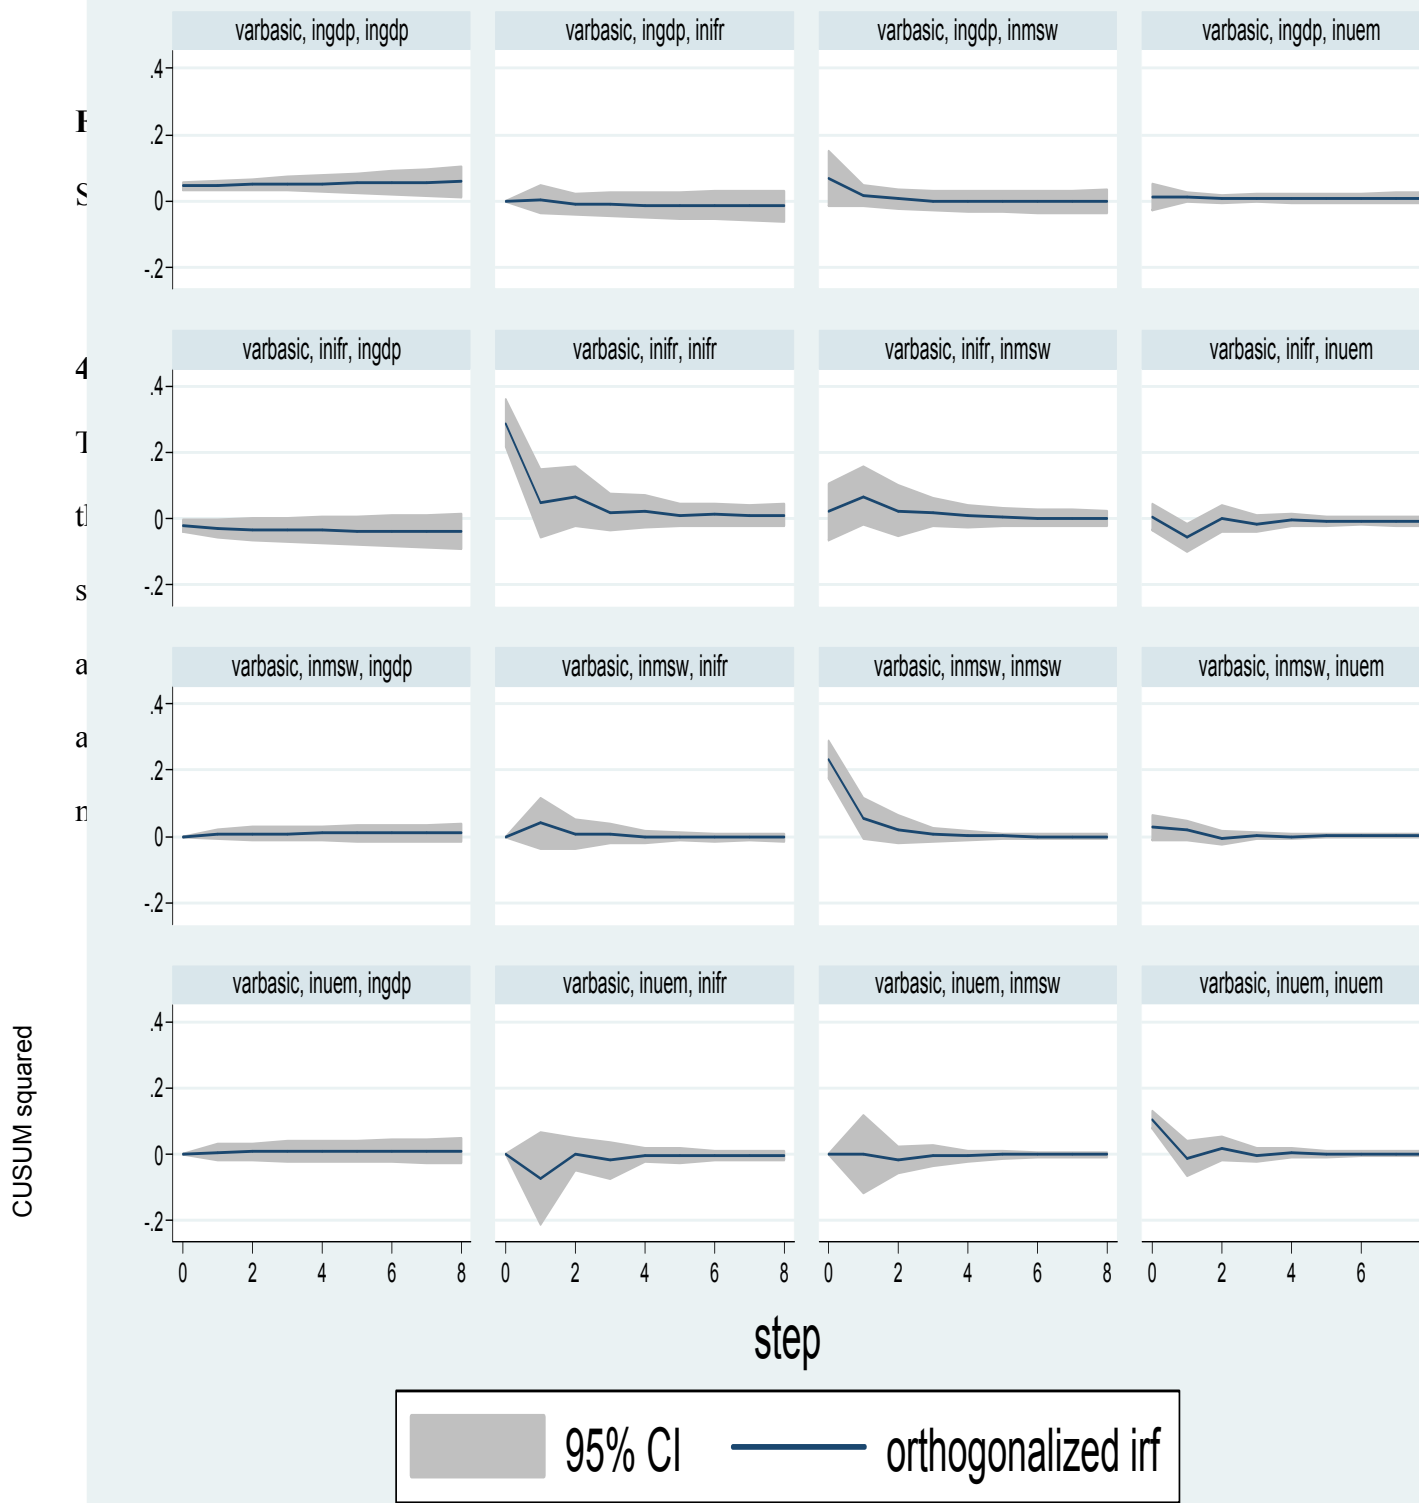 varbasic, ingdp, ingdp
varbasic, ingdp, inifr
varbasic, ingdp, inmsw
varbasic, ingdp, inuem
.4
.2
0
-.2
varbasic, inifr, ingdp
varbasic, inifr, inifr
varbasic, inifr, inmsw
varbasic, inifr, inuem
.4
.2
0
-.2
varbasic, inmsw, ingdp
varbasic, inmsw, inifr
varbasic, inmsw, inmsw
varbasic, inmsw, inuem
.4
.2
0
-.2
varbasic, inuem, ingdp
varbasic, inuem, inifr
varbasic, inuem, inmsw
varbasic, inuem, inuem
.4
.2
0
-.2
0 2 4 6 8
0 2 4 6 8
0 2 4 6 8
0 2 4 6
step
95% CI
orthogonalized irf
CUSUM squared
4
s
a
a